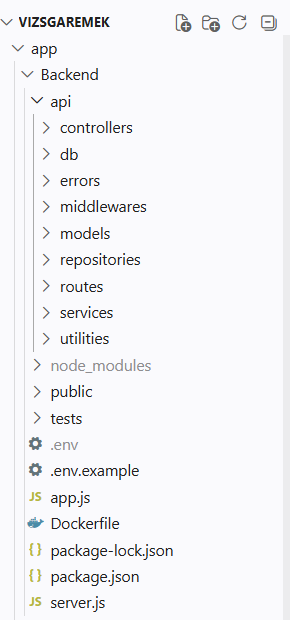 VIZSGAREMEK
app
Backend
api
controllers
db
errors
middlewares
models
repositories
routes
services
utilities
node_modules
public
tests
.env
.env.example
JS app.js
Dockerfile
{} package-lock.json
{} package.json
JS server.js